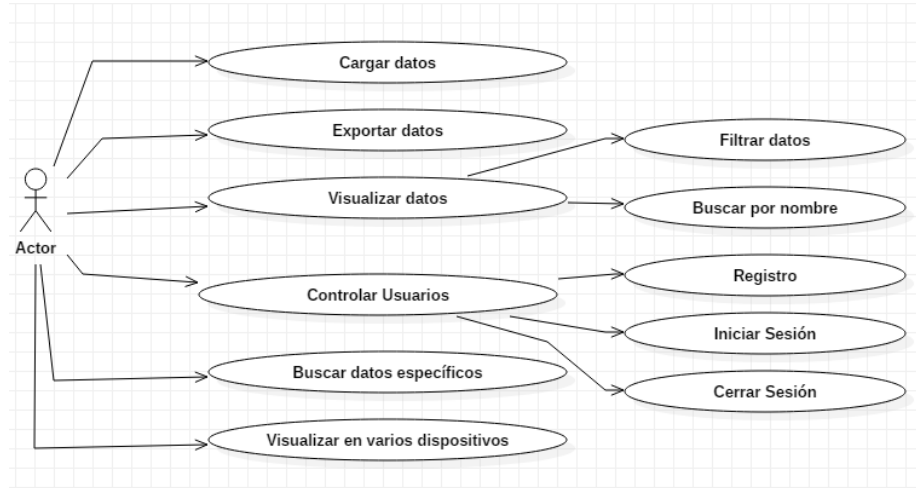 Cargar datos
Exportar datos
Filtrar datos
Visualizar datos
Buscar por nombre
Actor
Registro
Controlar Usuarios
Iniciar Sesión
Buscar datos específicos
Cerrar Sesión
Visualizar en varios dispositivos